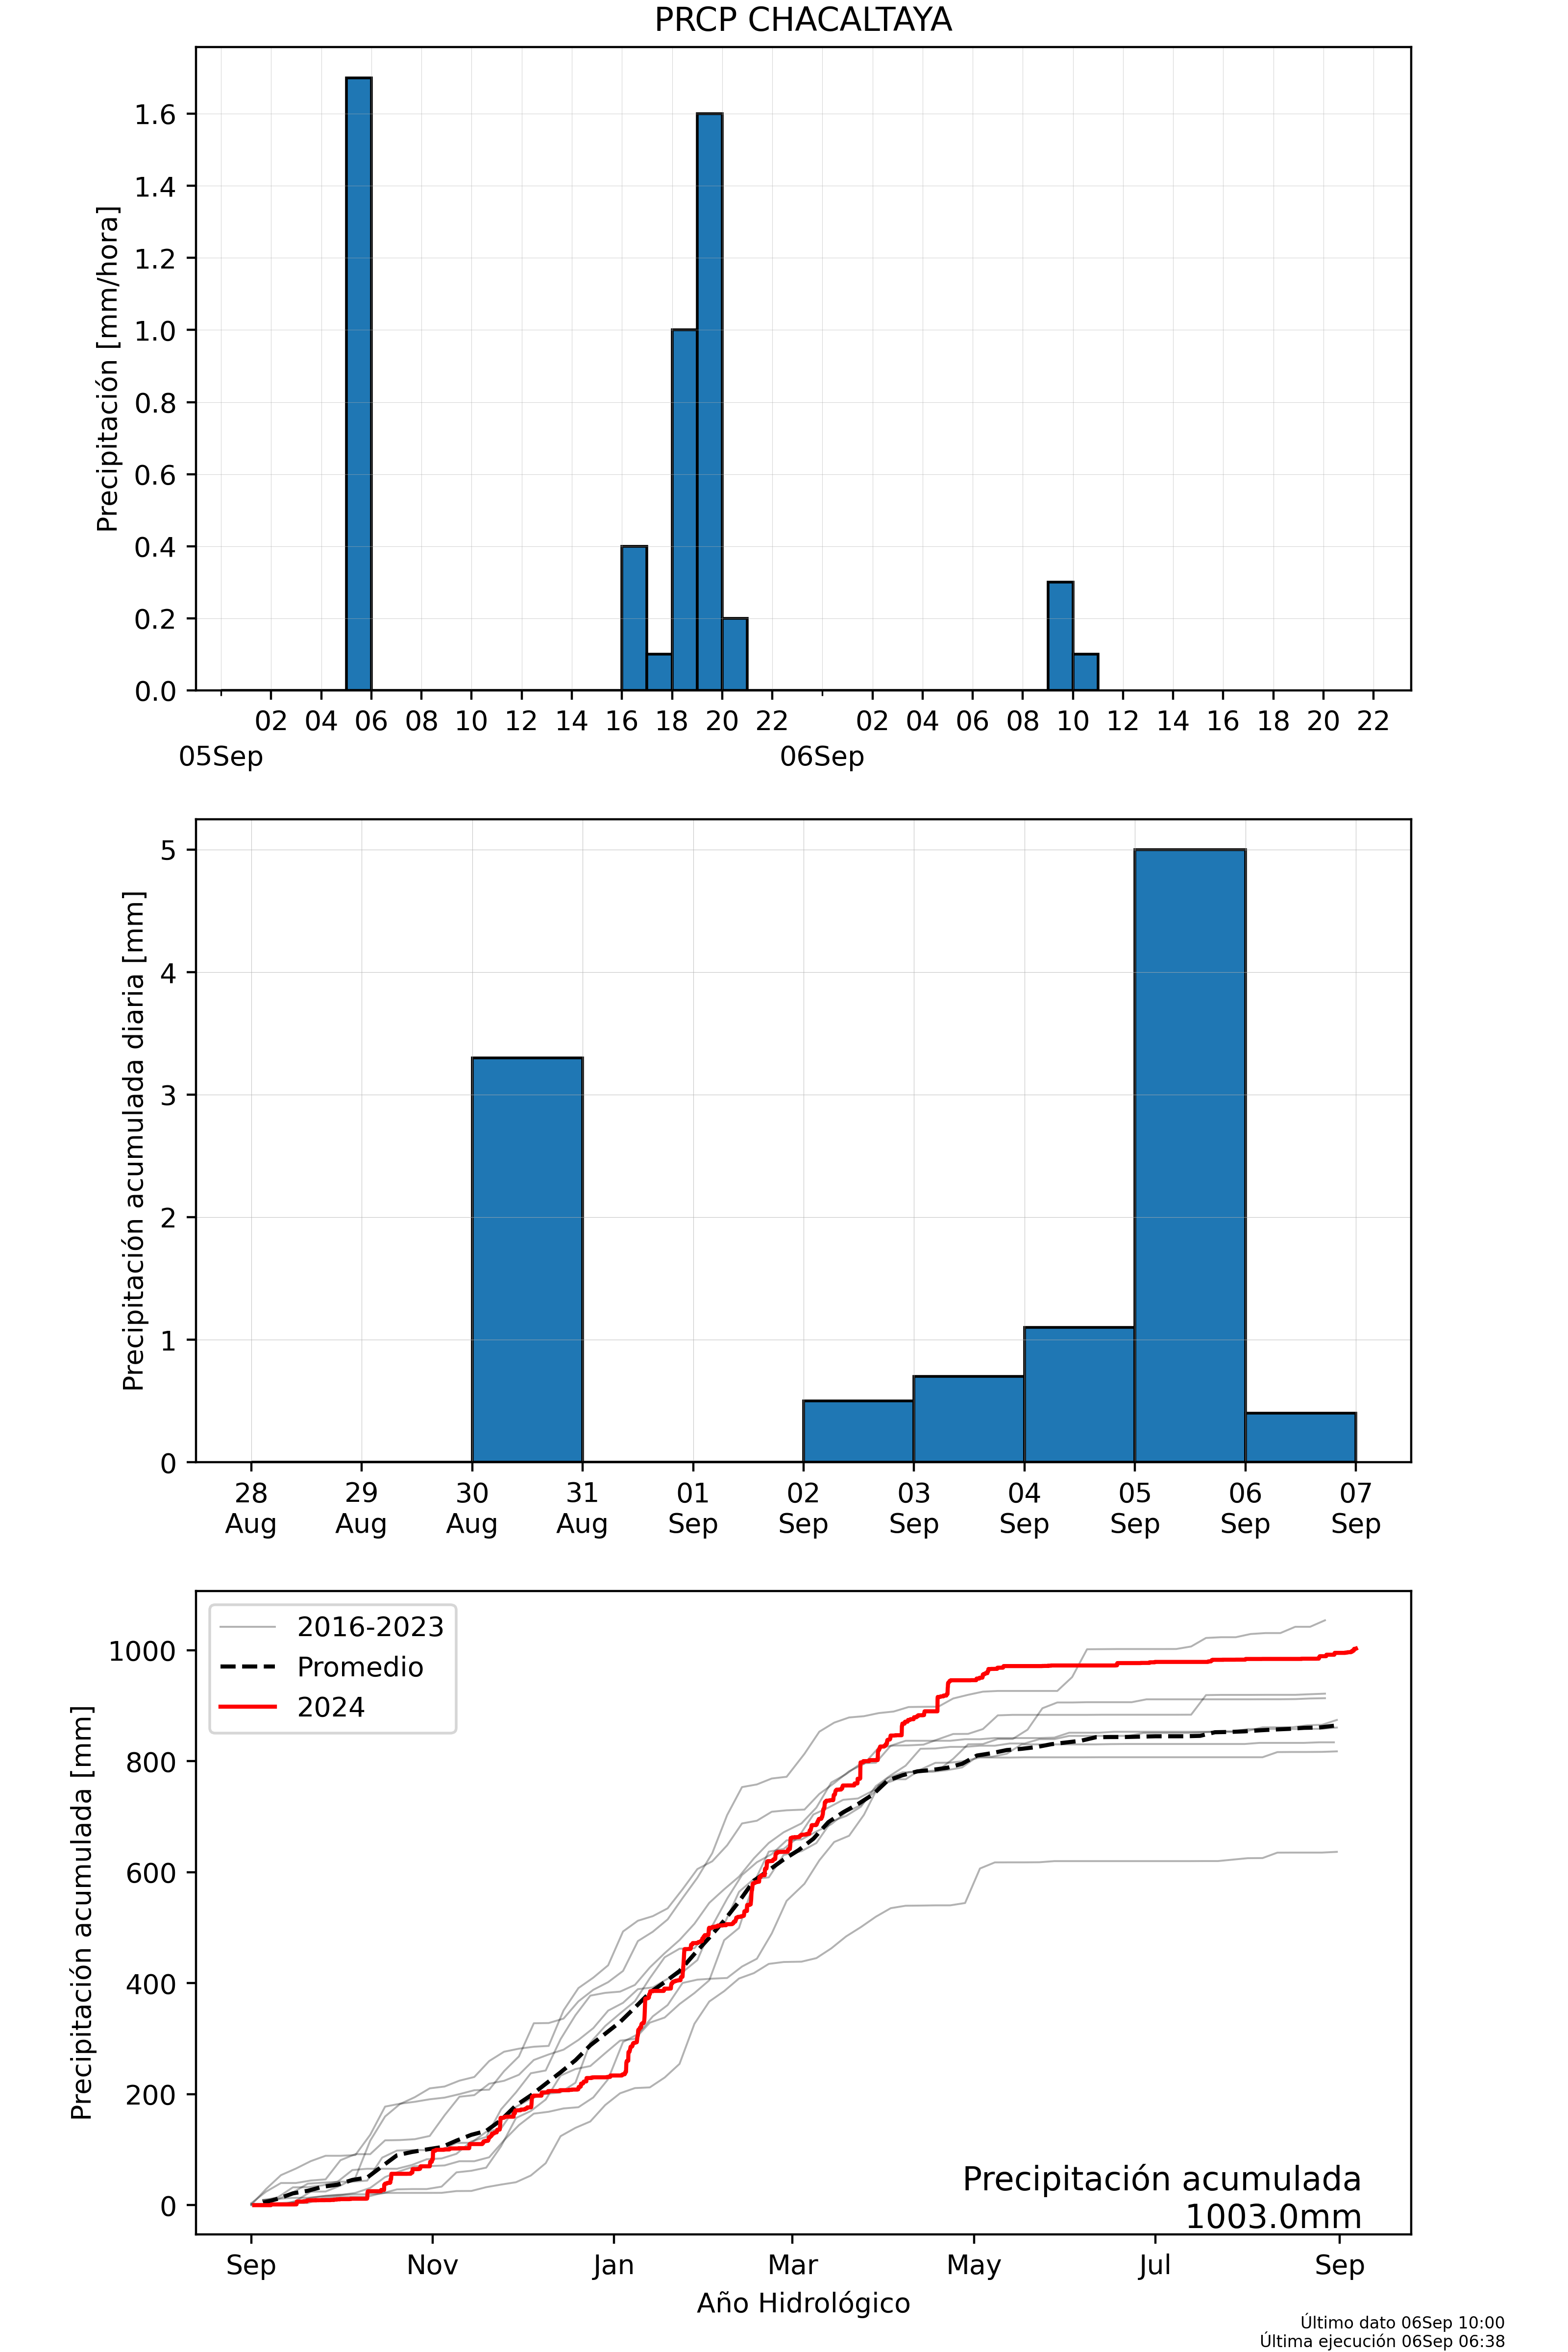 PRCP CHACALTAYA
Precipitación [mm/hora]
1.6
1.4
1.2
1.0
0.8
0.6
0.4
0.2
0.0
02 04 06 08 10 12 14 16 18 20 22 02 04 06 08 10 12 14 16 18 20 22
05Sep 06Sep
Precipitación acumulada diaria [mm]
5
4
3
2
1
0
28 29 30 31 01 02 03 04 05 06 07
Aug Aug Aug Aug Sep Sep Sep Sep Sep Sep Sep
Precipitación acumulada [mm]
1000
800
600
400
200
0
2016-2023
Promedio
2024
Precipitación acumulada
1003.0mm
Sep Nov Jan Mar May Jul Sep
Año Hidrológico
Último dato 06Sep 10:00
Última ejecución 06Sep 06:38